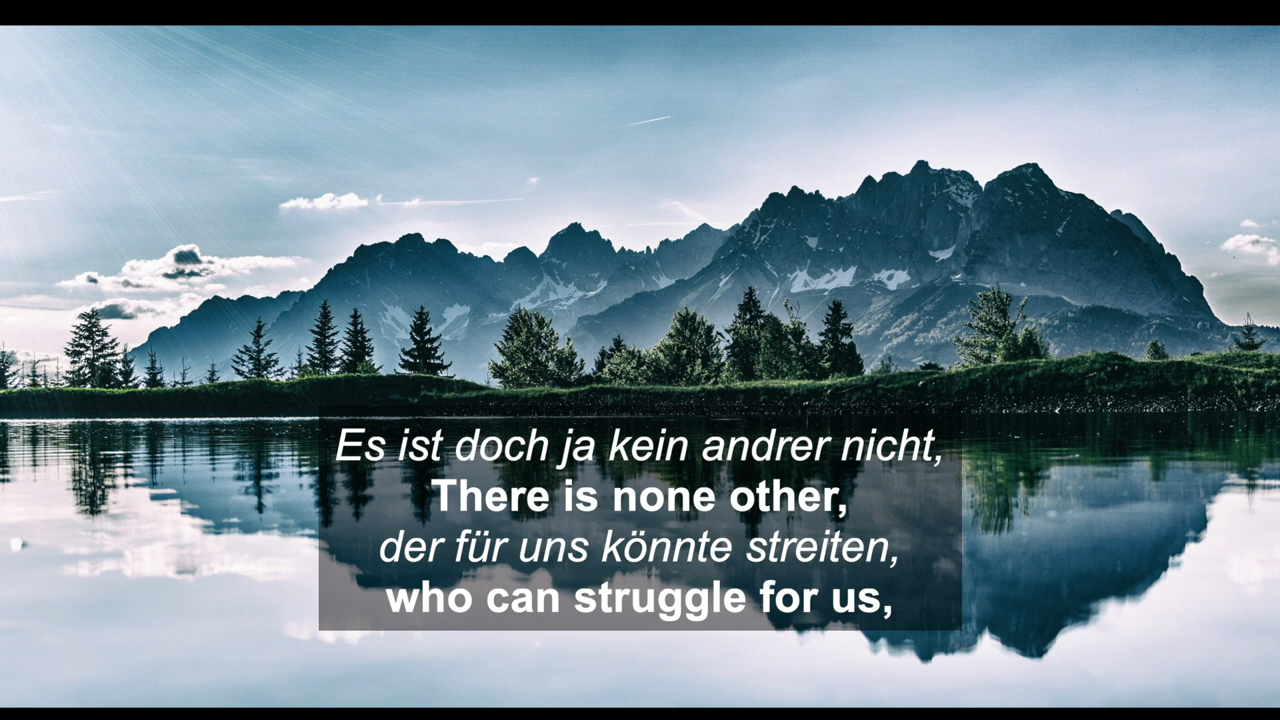 Es ist doch ja kein andrer nicht,
There is none other,
der für uns könnte streiten,
who can struggle for us,